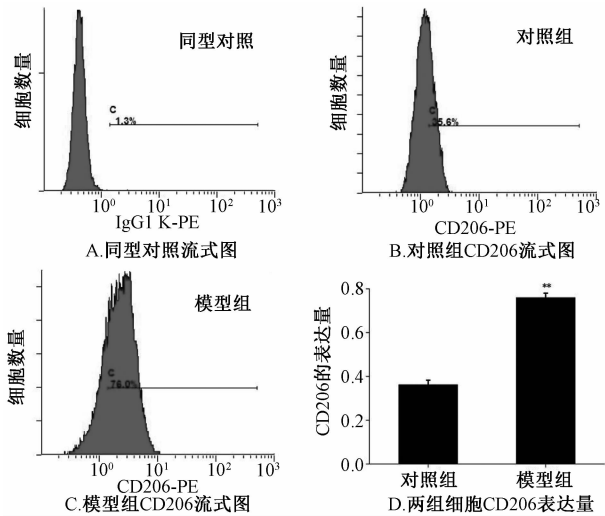 同型对照
细胞数量
C
1.3%
10⁰ 10¹ 10² 10³
IgG1 K-PE
A.同型对照流式图
对照组
细胞数量
C
35.6%
10⁰ 10¹ 10² 10³
CD206-PE
B.对照组CD206流式图
模型组
细胞数量
C
76.0%
10⁰ 10¹ 10² 10³
CD206-PE
C.模型组CD206流式图
CD206的表达量
0.8
0.6
0.4
0.2
0.0
**
对照组 模型组
D.两组细胞CD206表达量